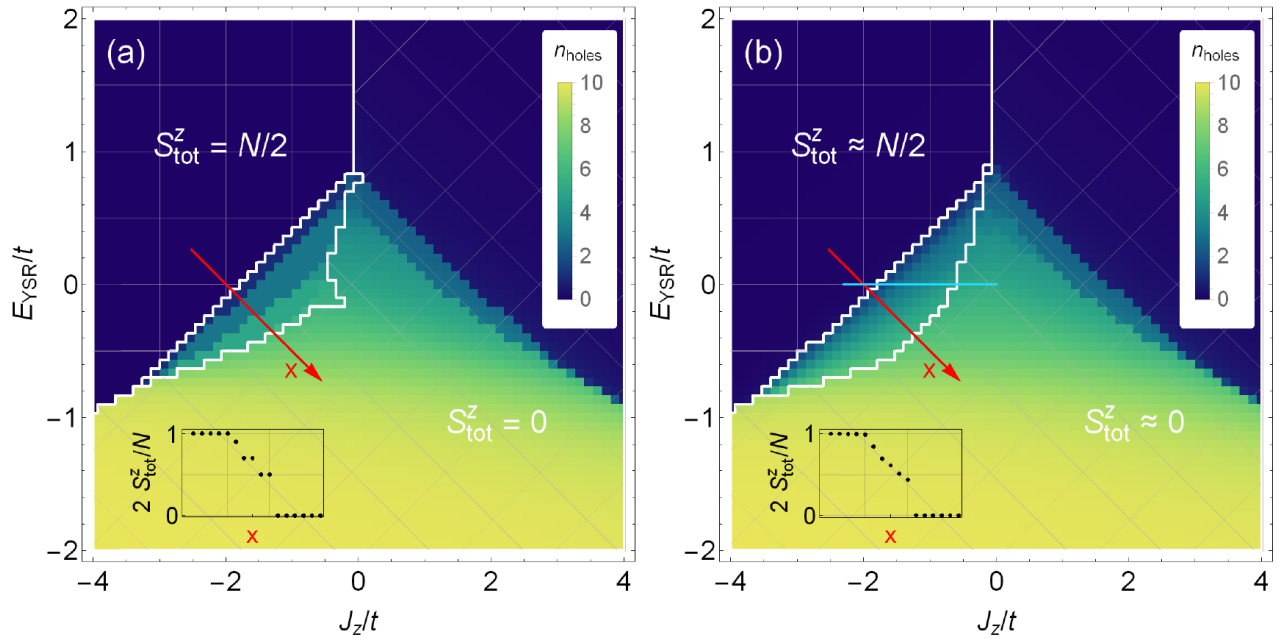 (a)
n_holes
10
8
6
4
2
0
S^z_tot = N/2
S^z_tot = 0
x
2 S^z_tot/N
1
0
x
E_YSR/t
2
1
0
−1
−2
−4
−2
0
2
4
J_z/t
(b)
n_holes
10
8
6
4
2
0
S^z_tot ≈ N/2
S^z_tot ≈ 0
x
2 S^z_tot/N
1
0
x
E_YSR/t
2
1
0
−1
−2
−4
−2
0
2
4
J_z/t